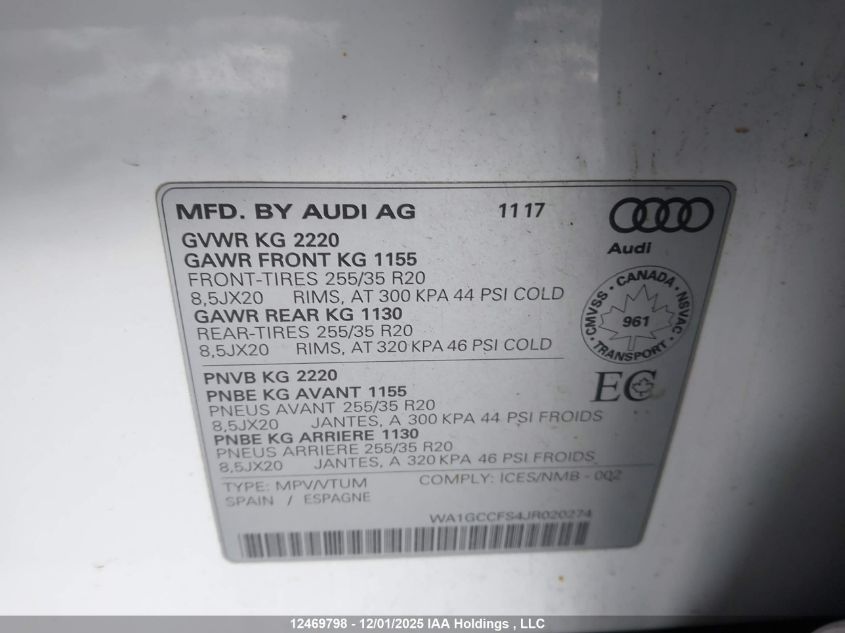 MFD. BY AUDI AG 11 17
Audi
GVWR KG 2220
GAWR FRONT KG 1155
FRONT-TIRES 255/35 R20
8,5JX20 RIMS, AT 300 KPA 44 PSI COLD
GAWR REAR KG 1130
REAR-TIRES 255/35 R20
8,5JX20 RIMS, AT 320 KPA 46 PSI COLD
CMVSS · CANADA · NSVAC
961
· TRANSPORT ·
PNVB KG 2220
PNBE KG AVANT 1155
PNEUS AVANT 255/35 R20
8,5JX20 JANTES, A 300 KPA 44 PSI FROIDS
PNBE KG ARRIERE 1130
PNEUS ARRIERE 255/35 R20
8,5JX20 JANTES, A 320 KPA 46 PSI FROIDS
EC
TYPE: MPV/VTUM COMPLY: ICES/NMB - 002
SPAIN / ESPAGNE
WA1GCCFS4JR020274
12469798 - 12/01/2025 IAA Holdings , LLC